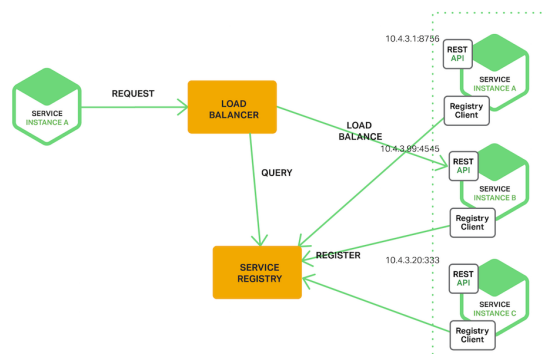 10.4.3.1:8756
REST
API
SERVICE
INSTANCE A
Registry
Client
REQUEST
SERVICE
INSTANCE A
LOAD
BALANCER
LOAD
BALANCE
10.4.3.99:4545
REST
API
SERVICE
INSTANCE B
Registry
Client
QUERY
REGISTER
SERVICE
REGISTRY
10.4.3.20:333
REST
API
SERVICE
INSTANCE C
Registry
Client